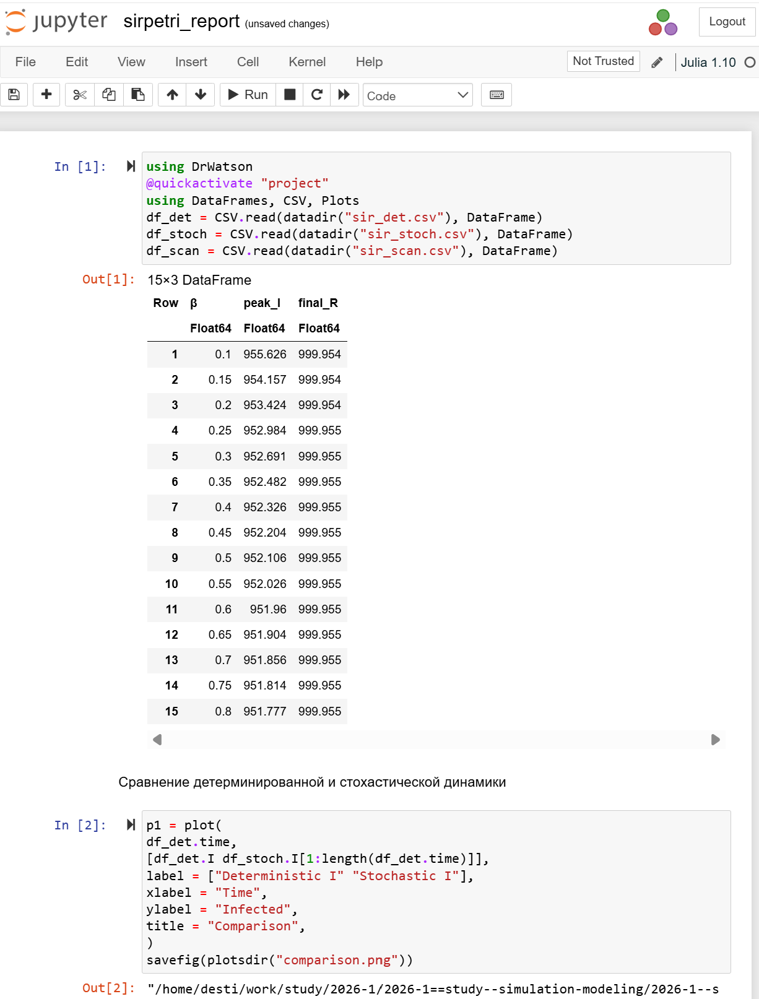 jupyter sirpetri_report (unsaved changes)
Logout
File Edit View Insert Cell Kernel Help
Not Trusted
Julia 1.10
Run
Code
In [1]:
using DrWatson
@quickactivate "project"
using DataFrames, CSV, Plots
df_det = CSV.read(datadir("sir_det.csv"), DataFrame)
df_stoch = CSV.read(datadir("sir_stoch.csv"), DataFrame)
df_scan = CSV.read(datadir("sir_scan.csv"), DataFrame)
Out[1]:
15×3 DataFrame
Row β peak_I final_R
Float64 Float64 Float64
1 0.1 955.626 999.954
2 0.15 954.157 999.954
3 0.2 953.424 999.954
4 0.25 952.984 999.955
5 0.3 952.691 999.955
6 0.35 952.482 999.955
7 0.4 952.326 999.955
8 0.45 952.204 999.955
9 0.5 952.106 999.955
10 0.55 952.026 999.955
11 0.6 951.96 999.955
12 0.65 951.904 999.955
13 0.7 951.856 999.955
14 0.75 951.814 999.955
15 0.8 951.777 999.955
Сравнение детерминированной и стохастической динамики
In [2]:
p1 = plot(
df_det.time,
[df_det.I df_stoch.I[1:length(df_det.time)]],
label = ["Deterministic I" "Stochastic I"],
xlabel = "Time",
ylabel = "Infected",
title = "Comparison",
)
savefig(plotsdir("comparison.png"))
Out[2]:
"/home/desti/work/study/2026-1/2026-1==study--simulation-modeling/2026-1--s